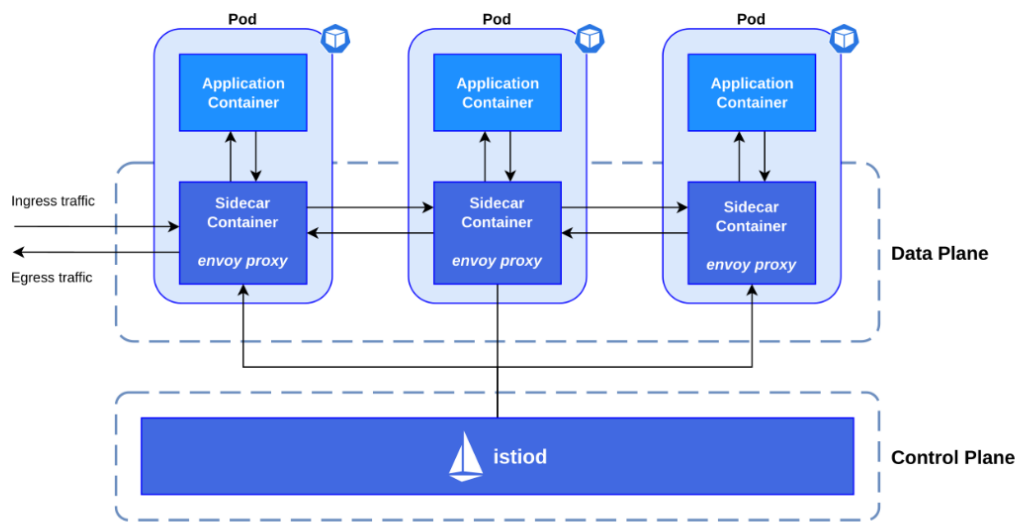 Pod
Pod
Pod
Application
Container
Application
Container
Application
Container
Ingress traffic
Sidecar
Container
envoy proxy
Sidecar
Container
envoy proxy
Sidecar
Container
envoy proxy
Egress traffic
Data Plane
istiod
Control Plane